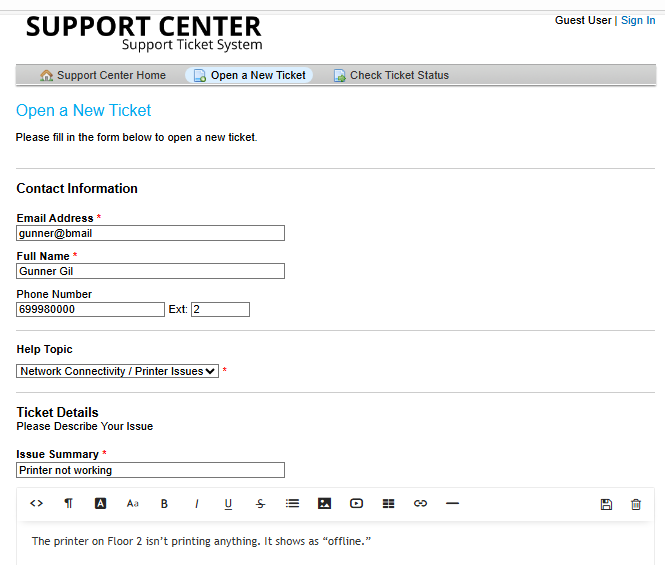 SUPPORT CENTER
Support Ticket System
Guest User | Sign In
Support Center Home Open a New Ticket Check Ticket Status
Open a New Ticket
Please fill in the form below to open a new ticket.
Contact Information
Email Address *
gunner@bmail
Full Name *
Gunner Gil
Phone Number
699980000 Ext: 2
Help Topic
Network Connectivity / Printer Issues *
Ticket Details
Please Describe Your Issue
Issue Summary *
Printer not working
<> ¶ A Aa B I U S
The printer on Floor 2 isn’t printing anything. It shows as “offline.”